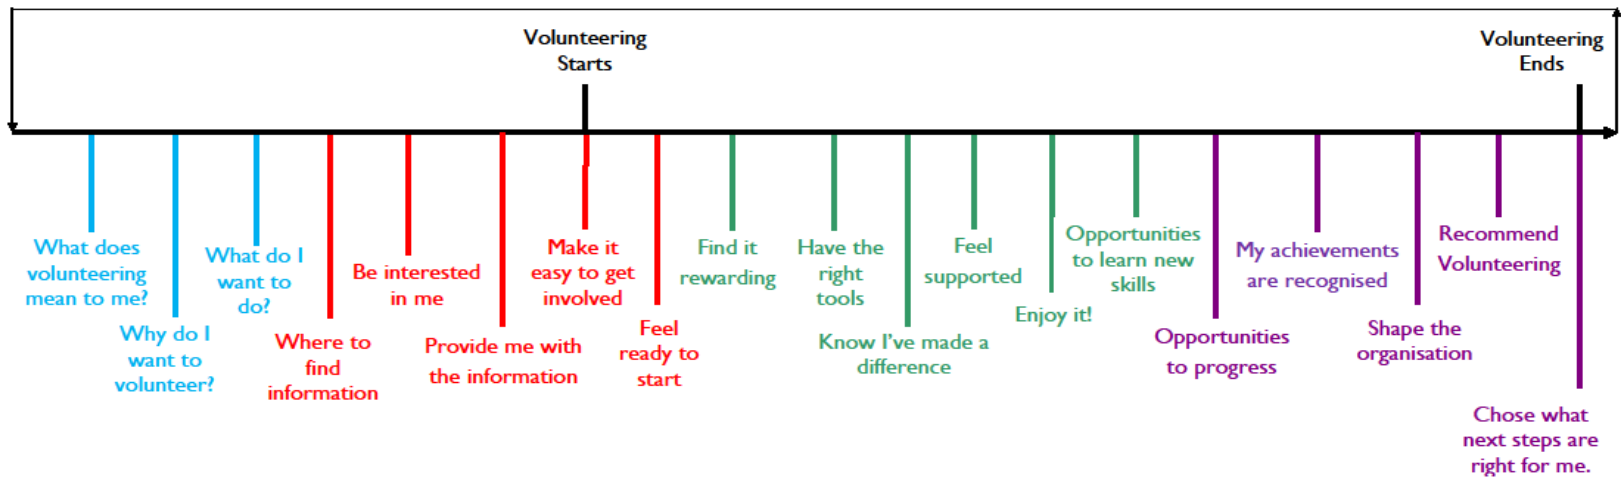 Volunteering
Starts
Volunteering
Ends
What does
volunteering
mean to me?
Why do I
want to
volunteer?
What do I
want to
do?
Where to
find
information
Be interested
in me
Provide me with
the information
Make it
easy to get
involved
Feel
ready to
start
Find it
rewarding
Have the
right
tools
Know I've made a
difference
Feel
supported
Enjoy it!
Opportunities
to learn new
skills
Opportunities
to progress
My achievements
are recognised
Shape the
organisation
Recommend
Volunteering
Chose what
next steps are
right for me.